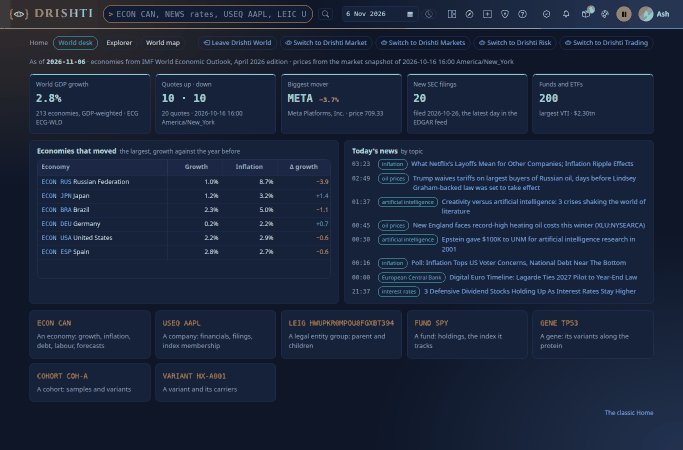 DRISHTI
> ECON CAN, NEWS rates, USEQ AAPL, LEIC U
6 Nov 2026
5
Ash
Home World desk Explorer World map Leave Drishti World Switch to Drishti Market Switch to Drishti Markets Switch to Drishti Risk Switch to Drishti Trading
As of 2026-11-06 · economies from IMF World Economic Outlook, April 2026 edition · prices from the market snapshot of 2026-10-16 16:00 America/New_York
World GDP growth
2.8%
213 economies, GDP-weighted · ECG
ECG-WLD
Quotes up · down
10 · 10
20 quotes · 2026-10-16 16:00
America/New_York
Biggest mover
META −3.7%
Meta Platforms, Inc. · price 709.33
New SEC filings
20
filed 2026-10-26, the latest day in the
EDGAR feed
Funds and ETFs
200
largest VTI · $2.30tn
Economies that moved the largest, growth against the year before
Economy Growth Inflation Δ growth
ECON RUS Russian Federation 1.0% 8.7% −3.9
ECON JPN Japan 1.2% 3.2% +1.4
ECON BRA Brazil 2.3% 5.0% −1.1
ECON DEU Germany 0.2% 2.2% +0.7
ECON USA United States 2.2% 2.9% −0.6
ECON ESP Spain 2.8% 2.7% −0.6
Today's news by topic
03:23 inflation What Netflix's Layoffs Mean for Other Companies; Inflation Ripple Effects
02:49 oil prices Trump waives tariffs on largest buyers of Russian oil, days before Lindsey
Graham-backed law was set to take effect
01:37 artificial intelligence Creativity versus artificial intelligence: 3 crises shaking the world of
literature
00:45 oil prices New England faces record-high heating oil costs this winter (XLU:NYSEARCA)
00:30 artificial intelligence Epstein gave $100K to UNM for artificial intelligence research in
2001
00:16 inflation Poll: Inflation Tops US Voter Concerns, National Debt Near The Bottom
00:00 European Central Bank Digital Euro Timeline: Lagarde Ties 2027 Pilot to Year-End Law
21:37 interest rates 3 Defensive Dividend Stocks Holding Up As Interest Rates Stay Higher
ECON CAN
An economy: growth, inflation,
debt, labour, forecasts
USEQ AAPL
A company: financials, filings,
index membership
LEIG HWUPKR0MPOU8FGXBT394
A legal entity group: parent and
children
FUND SPY
A fund: holdings, the index it
tracks
GENE TP53
A gene: its variants along the
protein
COHORT COH-A
A cohort: samples and variants
VARIANT HX-A001
A variant and its carriers
The classic Home